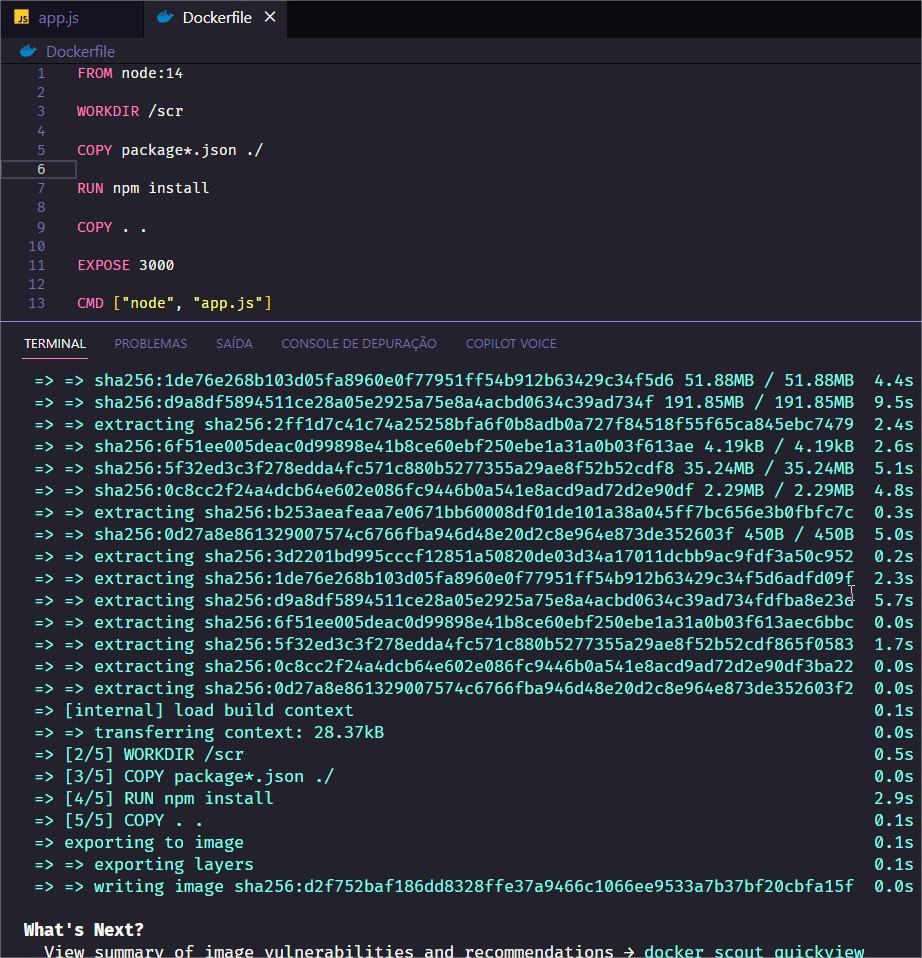 JS app.js Dockerfile ×
Dockerfile
1 FROM node:14
2
3 WORKDIR /scr
4
5 COPY package*.json ./
6
7 RUN npm install
8
9 COPY . .
10
11 EXPOSE 3000
12
13 CMD ["node", "app.js"]
TERMINAL PROBLEMAS SAÍDA CONSOLE DE DEPURAÇÃO COPILOT VOICE
=> => sha256:1de76e268b103d05fa8960e0f77951ff54b912b63429c34f5d6 51.88MB / 51.88MB 4.4s
=> => sha256:d9a8df5894511ce28a05e2925a75e8a4acbd0634c39ad734f 191.85MB / 191.85MB 9.5s
=> => extracting sha256:2ff1d7c41c74a25258bfa6f0b8adb0a727f84518f55f65ca845ebc7479 2.4s
=> => sha256:6f51ee005deac0d99898e41b8ce60ebf250ebe1a31a0b03f613ae 4.19kB / 4.19kB 2.6s
=> => sha256:5f32ed3c3f278edda4fc571c880b5277355a29ae8f52b52cdf8 35.24MB / 35.24MB 5.1s
=> => sha256:0c8cc2f24a4dcb64e602e086fc9446b0a541e8acd9ad72d2e90df 2.29MB / 2.29MB 4.8s
=> => extracting sha256:b253aeafeaa7e0671bb60008df01de101a38a045ff7bc656e3b0fbfc7c 0.3s
=> => sha256:0d27a8e861329007574c6766fba946d48e20d2c8e964e873de352603f 450B / 450B 5.0s
=> => extracting sha256:3d2201bd995cccf12851a50820de03d34a17011dcbb9ac9fdf3a50c952 0.2s
=> => extracting sha256:1de76e268b103d05fa8960e0f77951ff54b912b63429c34f5d6adfd09f 2.3s
=> => extracting sha256:d9a8df5894511ce28a05e2925a75e8a4acbd0634c39ad734fdfba8e23d 5.7s
=> => extracting sha256:6f51ee005deac0d99898e41b8ce60ebf250ebe1a31a0b03f613aec6bbc 0.0s
=> => extracting sha256:5f32ed3c3f278edda4fc571c880b5277355a29ae8f52b52cdf865f0583 1.7s
=> => extracting sha256:0c8cc2f24a4dcb64e602e086fc9446b0a541e8acd9ad72d2e90df3ba22 0.0s
=> => extracting sha256:0d27a8e861329007574c6766fba946d48e20d2c8e964e873de352603f2 0.0s
=> [internal] load build context 0.1s
=> => transferring context: 28.37kB 0.0s
=> [2/5] WORKDIR /scr 0.5s
=> [3/5] COPY package*.json ./ 0.0s
=> [4/5] RUN npm install 2.9s
=> [5/5] COPY . . 0.1s
=> exporting to image 0.1s
=> => exporting layers 0.1s
=> => writing image sha256:d2f752baf186dd8328ffe37a9466c1066ee9533a7b37bf20cbfa15f 0.0s
What's Next?
View summary of image vulnerabilities and recommendations → docker scout quickview